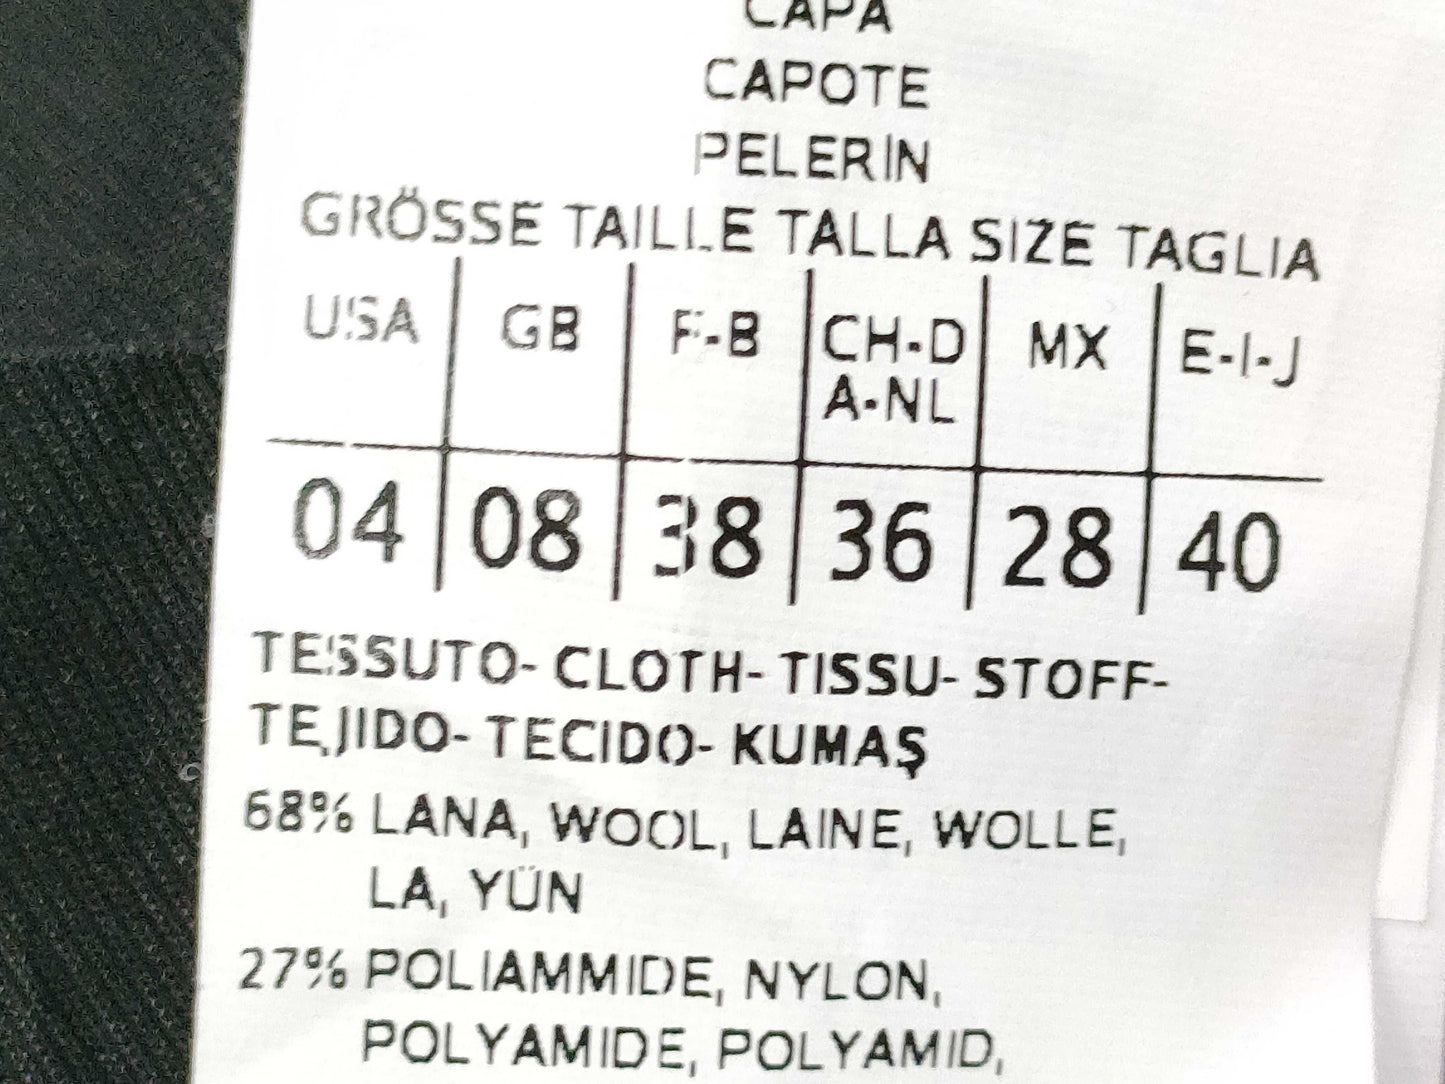 CAPA
CAPOTE
PELERIN
GRÖSSE TAILLE TALLA SIZE TAGLIA
USA GB F-B CH-D MX E-I-J
A-NL
04 08 38 36 28 40
TESSUTO- CLOTH- TISSU- STOFF-
TEJIDO- TECIDO- KUMAŞ
68% LANA, WOOL, LAINE, WOLLE,
LA, YÜN
27% POLIAMMIDE, NYLON,
POLYAMIDE, POLYAMID,